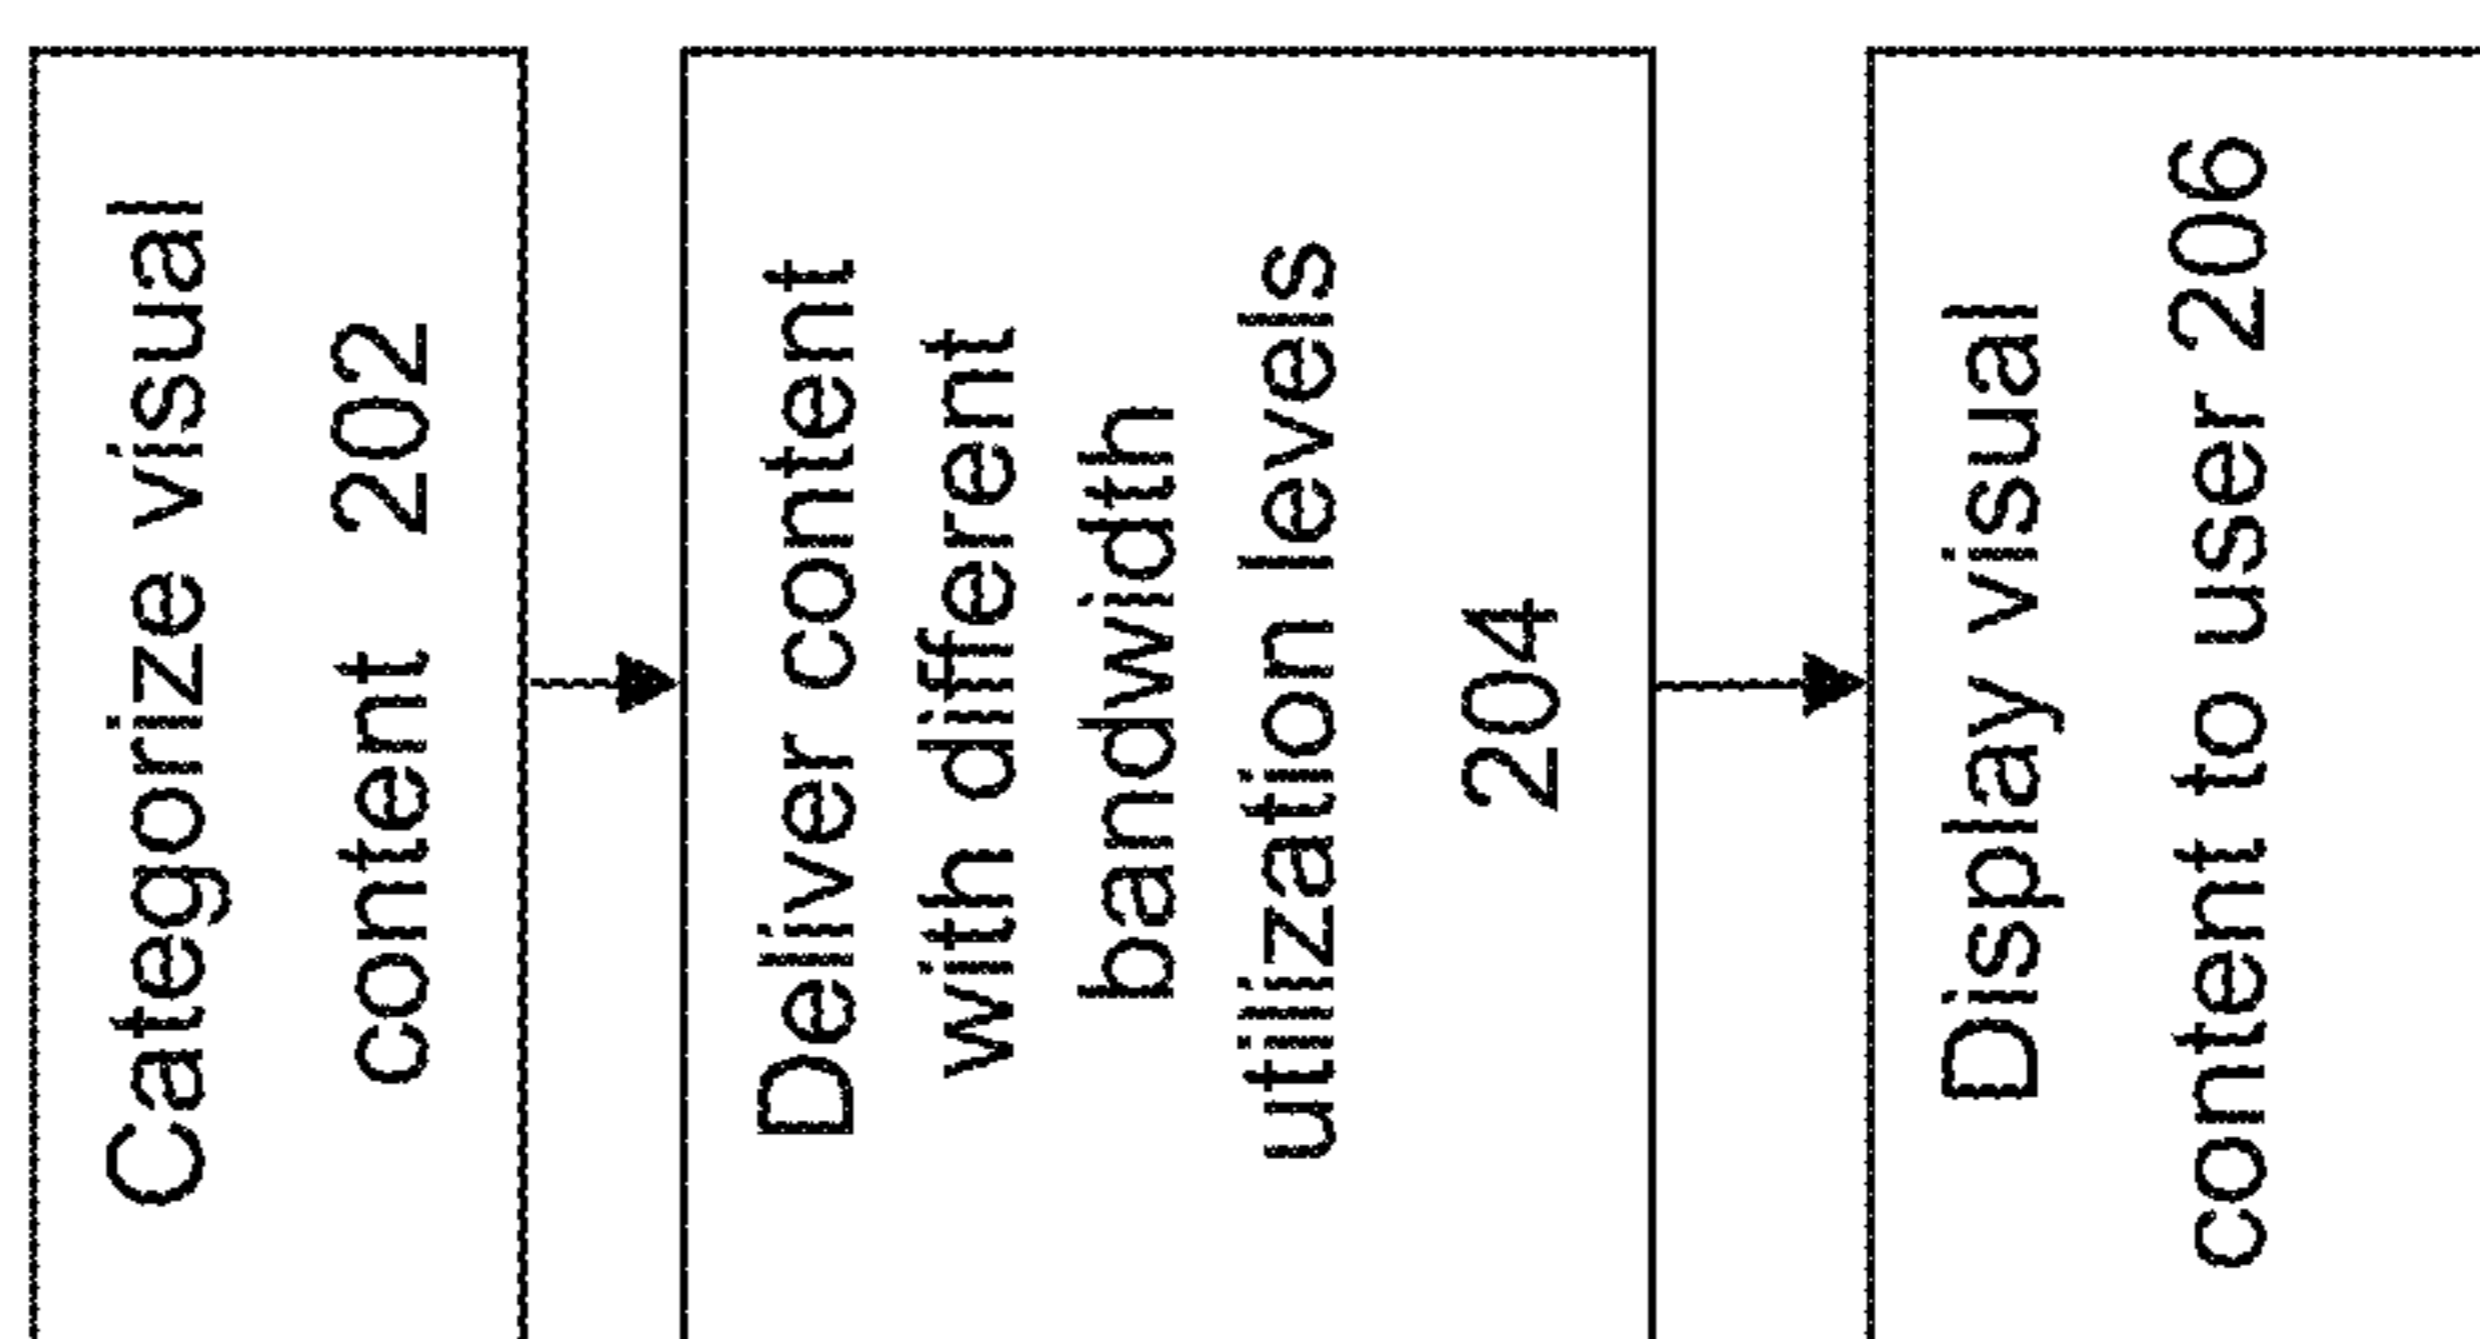 Categorize visual
content 202
Deliver content
with different
bandwidth
utilization levels
204
Display visual
content to user 206